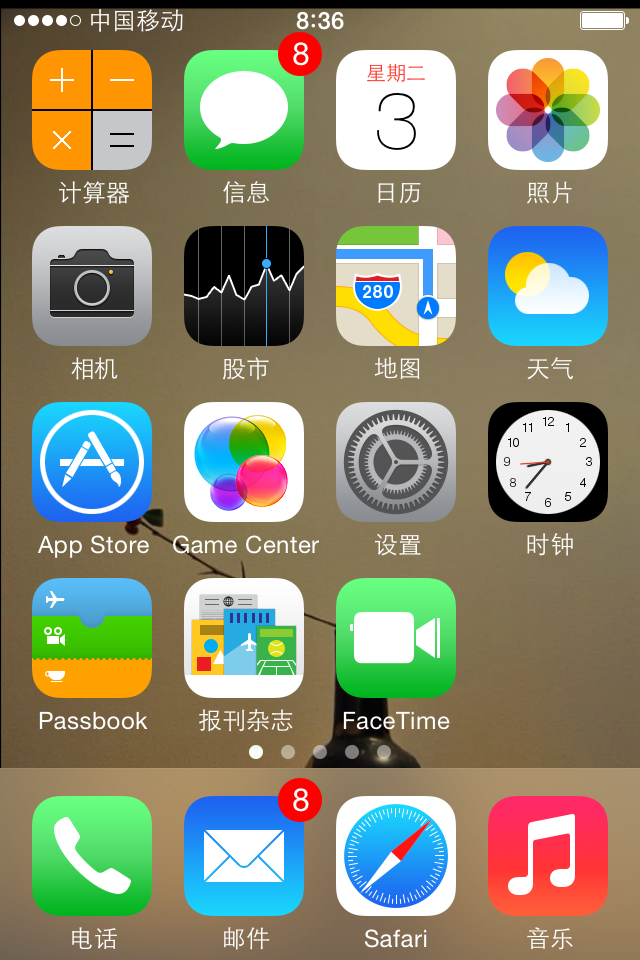 中国移动 8:36
8
星期二
3
计算器 信息 日历 照片
280
相机 股市 地图 天气
12
11 1
10 2
9 3
8 4
7 5
6
App Store Game Center 设置 时钟
Passbook 报刊杂志 FaceTime
8
电话 邮件 Safari 音乐